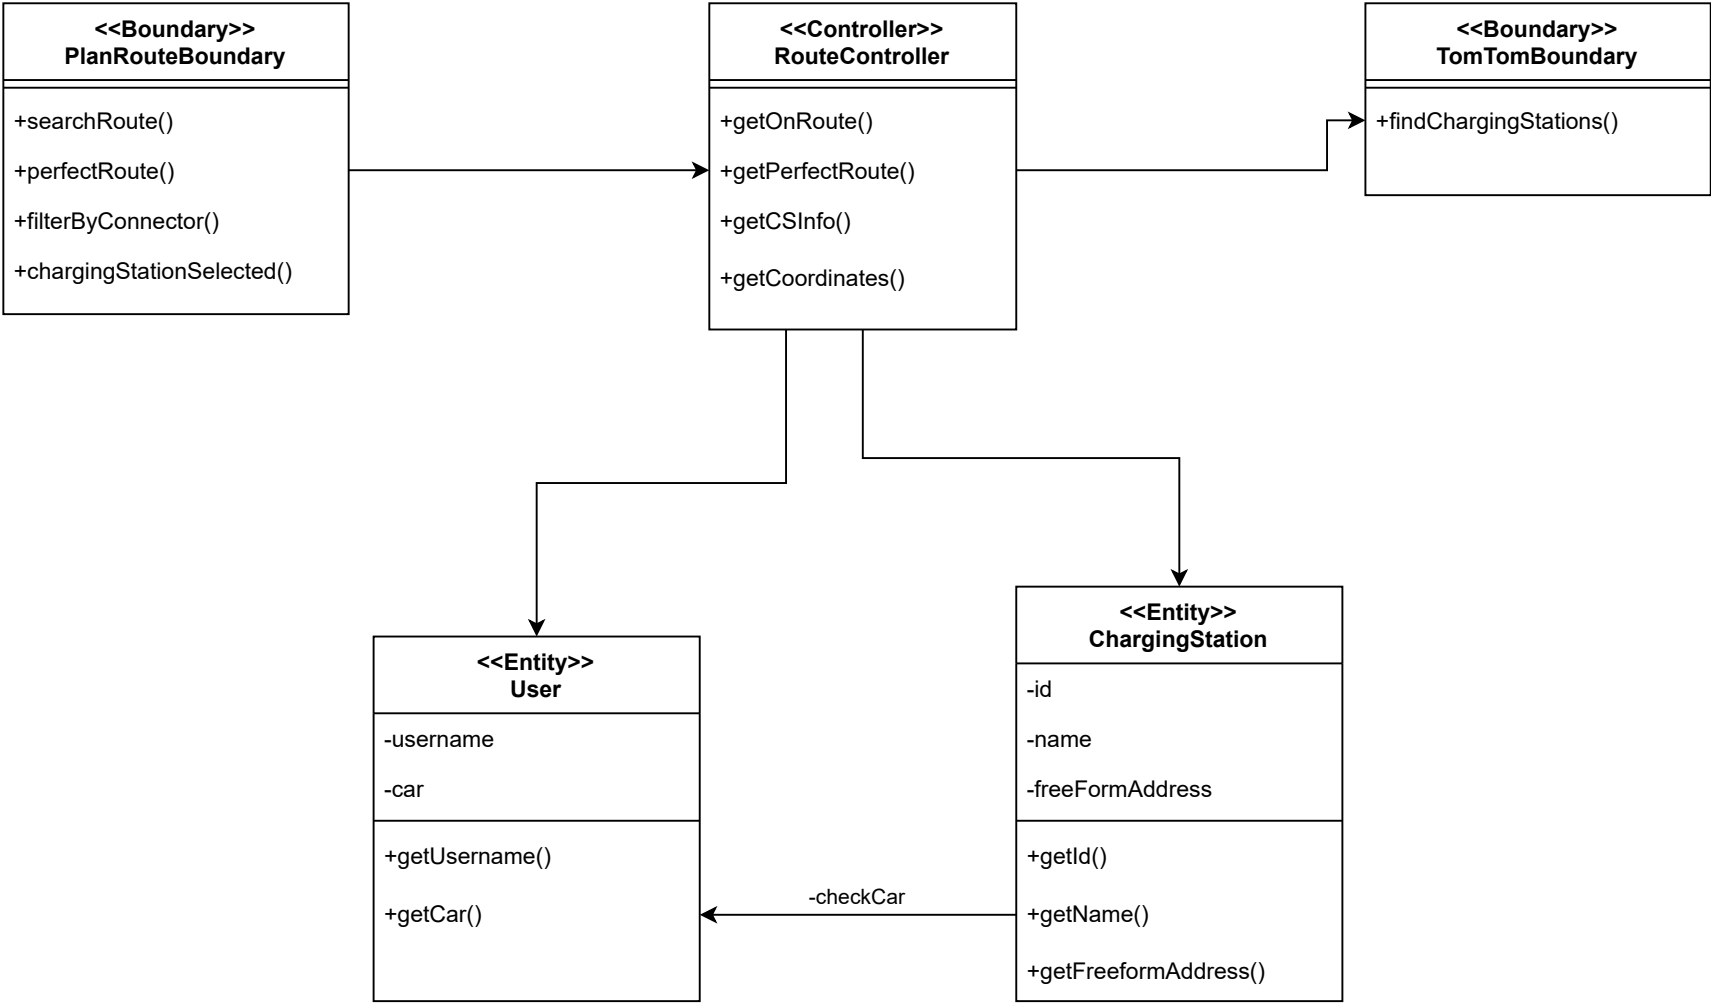 <<Boundary>>
PlanRouteBoundary
+searchRoute()
+perfectRoute()
+filterByConnector()
+chargingStationSelected()
<<Controller>>
RouteController
+getOnRoute()
+getPerfectRoute()
+getCSInfo()
+getCoordinates()
<<Boundary>>
TomTomBoundary
+findChargingStations()
<<Entity>>
User
-username
-car
+getUsername()
+getCar()
-checkCar
<<Entity>>
ChargingStation
-id
-name
-freeFormAddress
+getId()
+getName()
+getFreeformAddress()